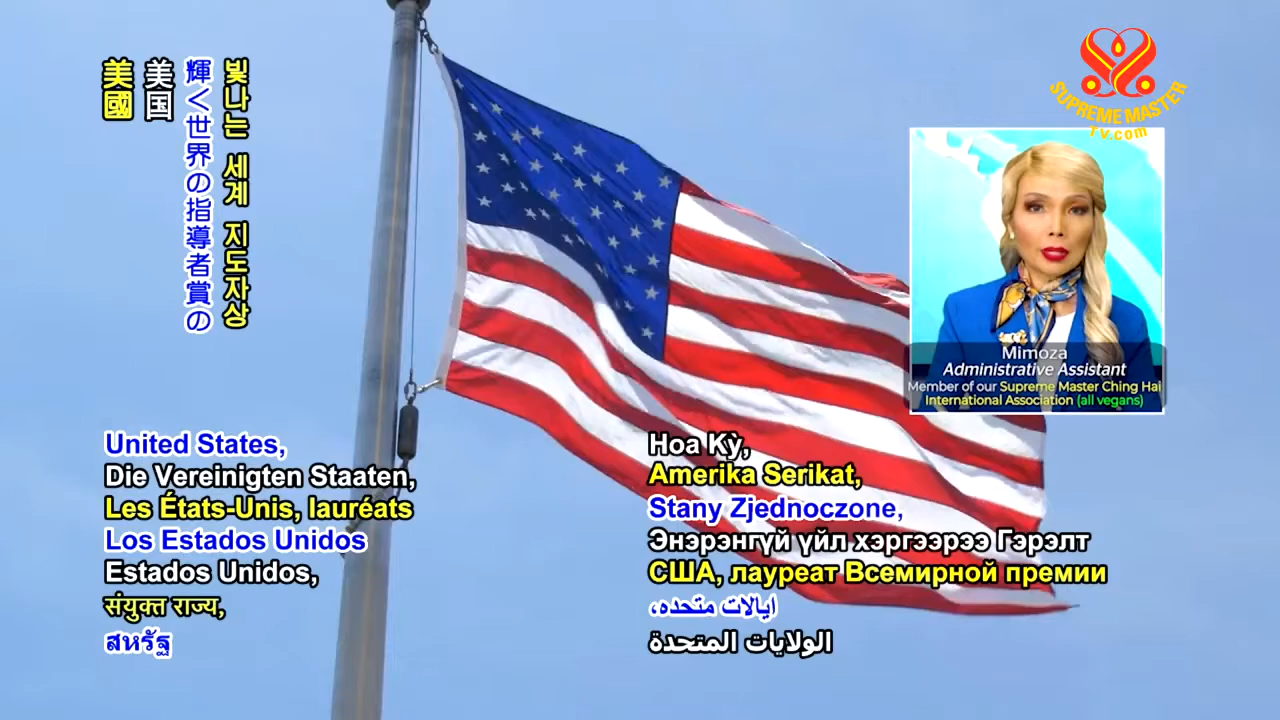 美國
美国
輝く世界の指導者賞の
빛나는 세계 지도자상
SUPREME MASTER
TV.com
Mimoza
Administrative Assistant
Member of our Supreme Master Ching Hai
International Association (all vegans)
United States,
Die Vereinigten Staaten,
Les États-Unis, lauréats
Los Estados Unidos
Estados Unidos,
संयुक्त राज्य,
สหรัฐ
Hoa Kỳ,
Amerika Serikat,
Stany Zjednoczone,
Энэрэнгүй үйл хэргээрээ Гэрэлт
США, лауреат Всемирной премии
ایالات متحده،
الولايات المتحدة